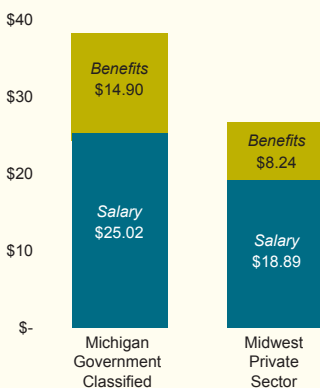 $40
$30
$20
$10
$-
Benefits
$14.90
Salary
$25.02
Benefits
$8.24
Salary
$18.89
Michigan
Government
Classified
Midwest
Private
Sector